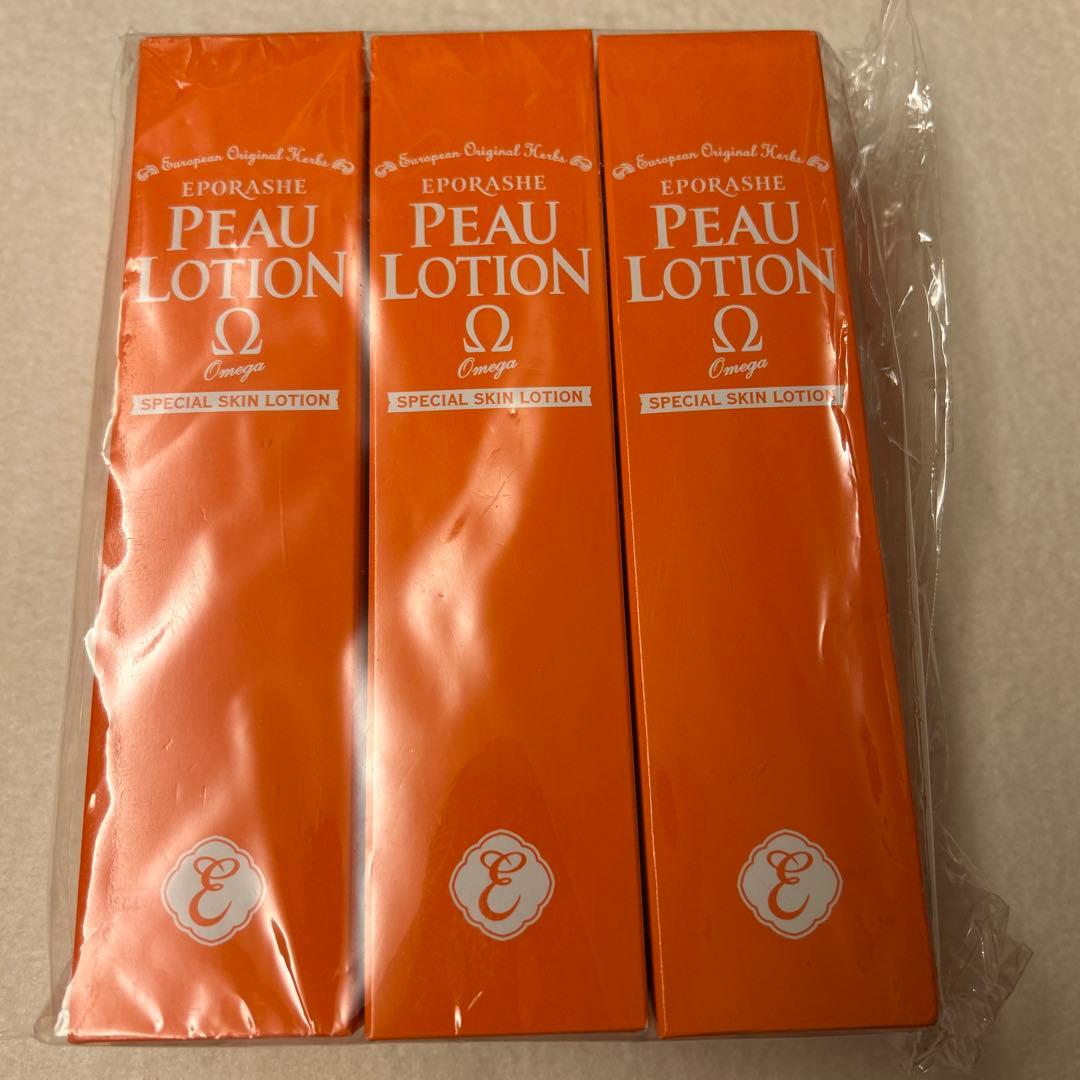 European Original Herbs
EPORASHE
PEAU
LOTION
Ω
Omega
SPECIAL SKIN LOTION
E
European Original Herbs
EPORASHE
PEAU
LOTION
Ω
Omega
SPECIAL SKIN LOTION
E
European Original Herbs
EPORASHE
PEAU
LOTION
Ω
Omega
SPECIAL SKIN LOTION
E